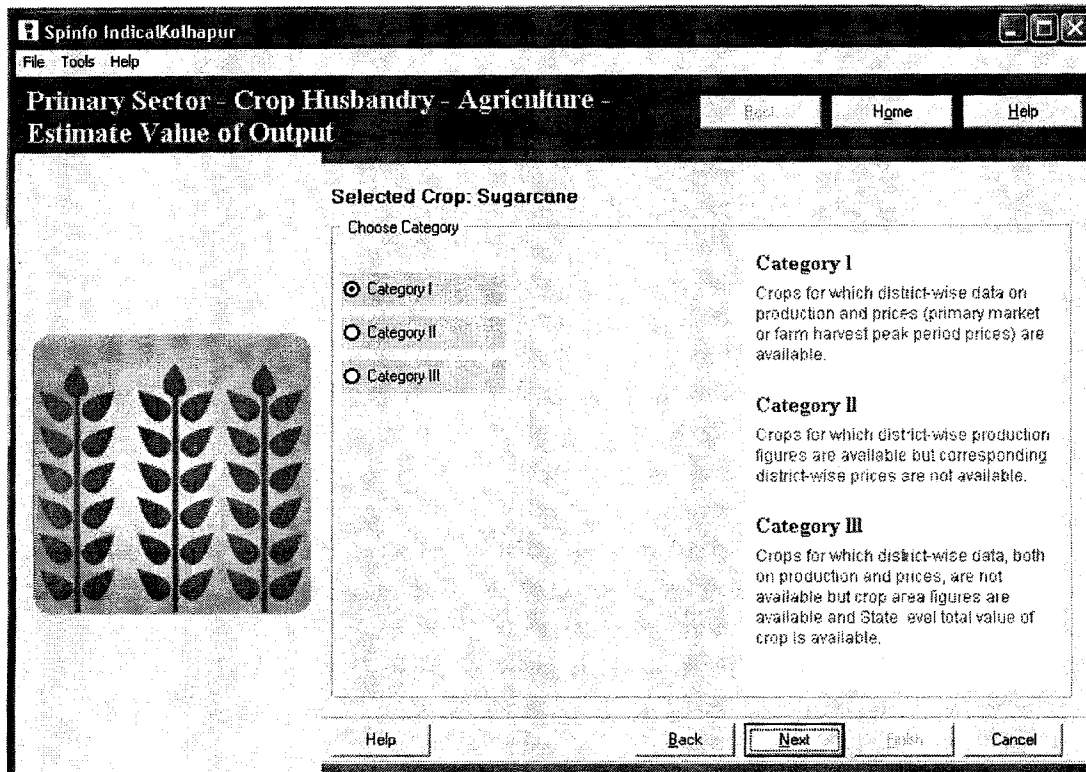 Spinfo IndicalKolhapur
File Tools Help
Primary Sector - Crop Husbandry - Agriculture -
Estimate Value of Output
Back Home Help
Selected Crop: Sugarcane
Choose Category
Category I
Category II
Category III
Category I
Crops for which district-wise data on
production and prices (primary market
or farm harvest peak period prices) are
available.
Category II
Crops for which district-wise production
figures are available but corresponding
district-wise prices are not available.
Category III
Crops for which district-wise data, both
on production and prices, are not
available but crop area figures are
available and State evel total value of
crop is available.
Help Back Next Finish Cancel